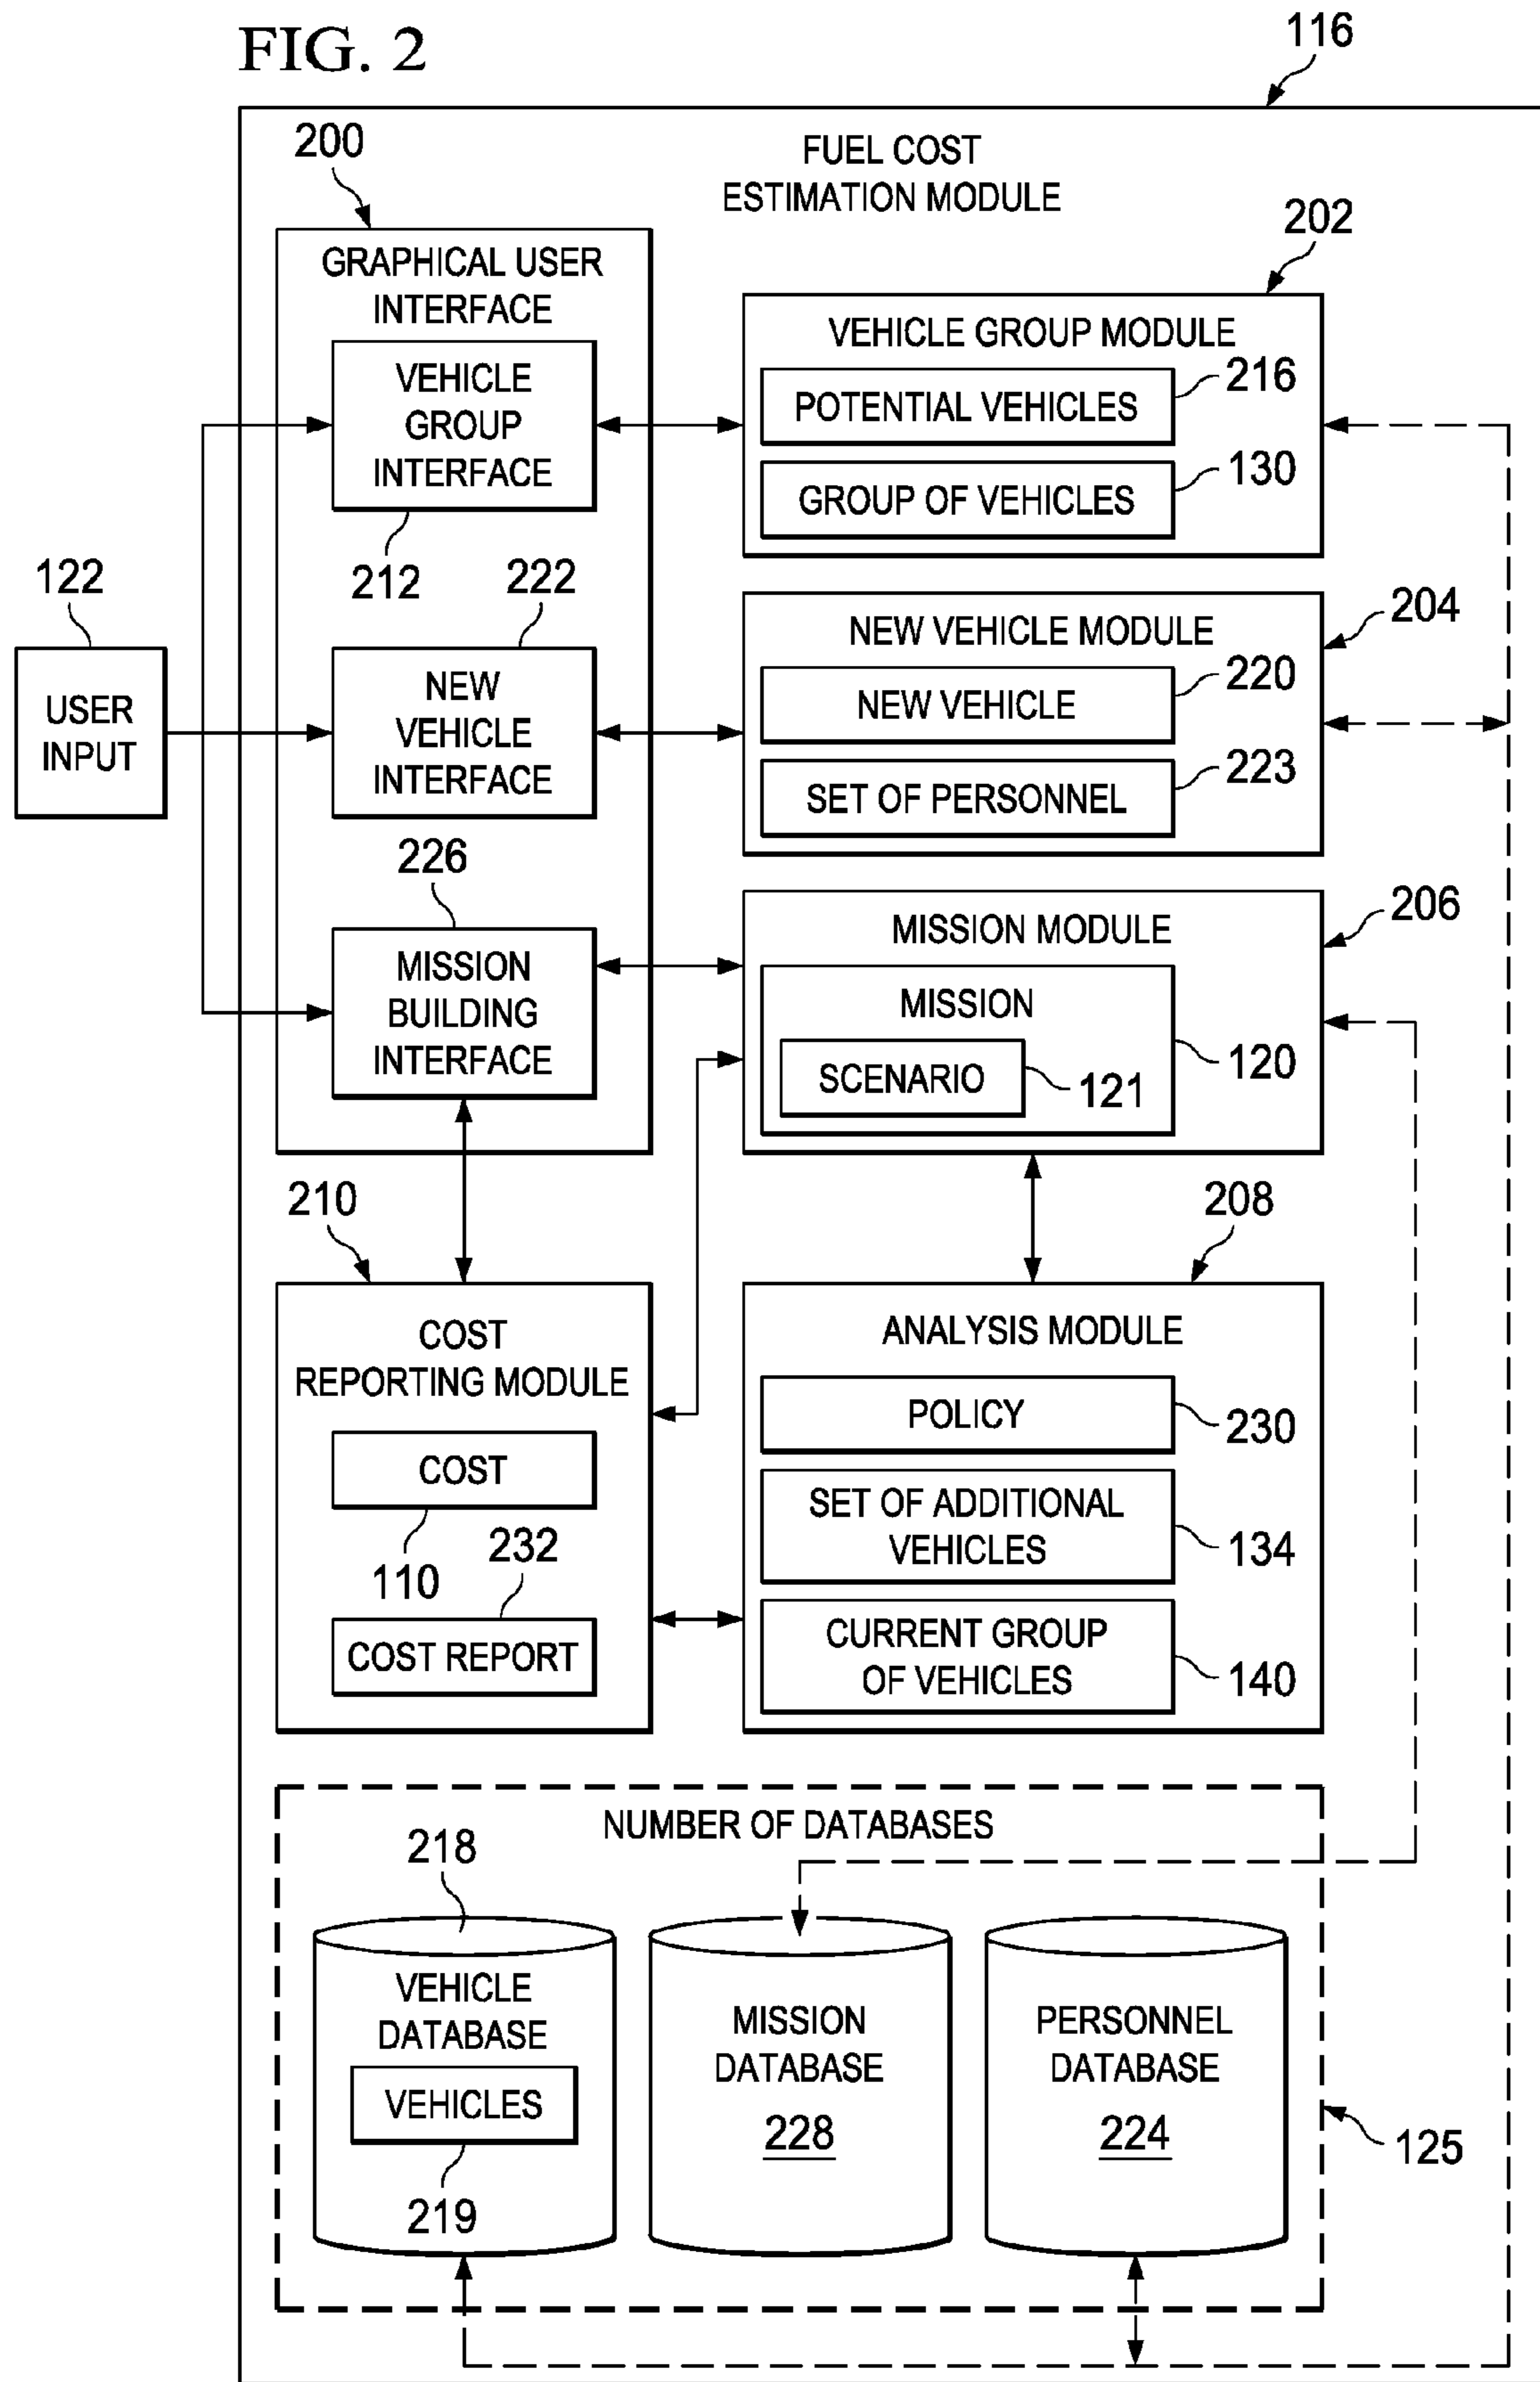 FIG. 2
116
FUEL COST
ESTIMATION MODULE
200
GRAPHICAL USER
INTERFACE
202
VEHICLE GROUP MODULE
VEHICLE
GROUP
INTERFACE
212
POTENTIAL VEHICLES
216
GROUP OF VEHICLES
130
122
USER
INPUT
222
NEW
VEHICLE
INTERFACE
204
NEW VEHICLE MODULE
NEW VEHICLE
220
SET OF PERSONNEL
223
226
MISSION
BUILDING
INTERFACE
206
MISSION MODULE
MISSION
120
SCENARIO
121
210
COST
REPORTING MODULE
COST
110
232
COST REPORT
208
ANALYSIS MODULE
POLICY
230
SET OF ADDITIONAL
VEHICLES
134
CURRENT GROUP
OF VEHICLES
140
NUMBER OF DATABASES
218
VEHICLE
DATABASE
VEHICLES
219
MISSION
DATABASE
228
PERSONNEL
DATABASE
224
125